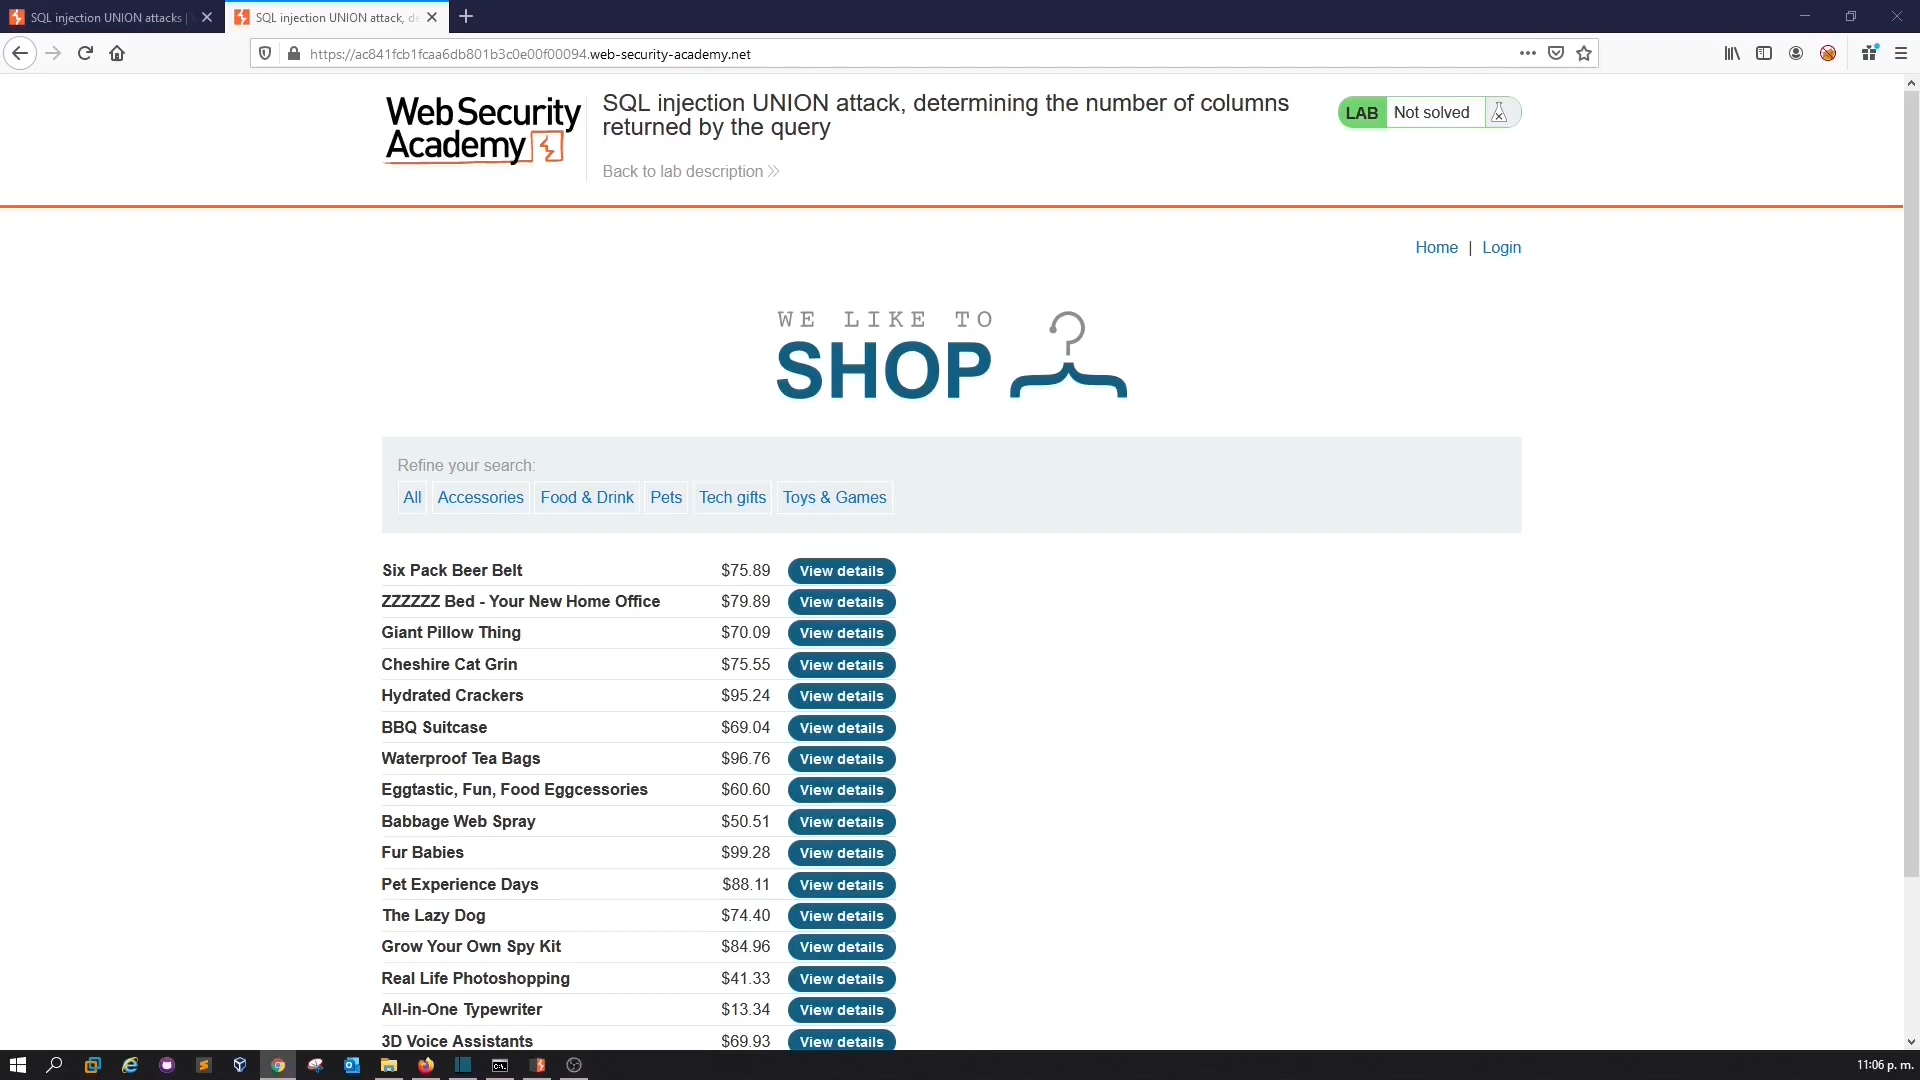 SQL injection UNION attacks |
SQL injection UNION attack, de
https://ac841fcb1fcaa6db801b3c0e00f00094.web-security-academy.net
Web Security
Academy
SQL injection UNION attack, determining the number of columns
returned by the query
Back to lab description
LAB
Not solved
Home | Login
WE LIKE TO
SHOP
Refine your search:
All Accessories Food & Drink Pets Tech gifts Toys & Games
Six Pack Beer Belt $75.89 View details
ZZZZZZ Bed - Your New Home Office $79.89 View details
Giant Pillow Thing $70.09 View details
Cheshire Cat Grin $75.55 View details
Hydrated Crackers $95.24 View details
BBQ Suitcase $69.04 View details
Waterproof Tea Bags $96.76 View details
Eggtastic, Fun, Food Eggcessories $60.60 View details
Babbage Web Spray $50.51 View details
Fur Babies $99.28 View details
Pet Experience Days $88.11 View details
The Lazy Dog $74.40 View details
Grow Your Own Spy Kit $84.96 View details
Real Life Photoshopping $41.33 View details
All-in-One Typewriter $13.34 View details
3D Voice Assistants $69.93 View details
11:06 p. m.